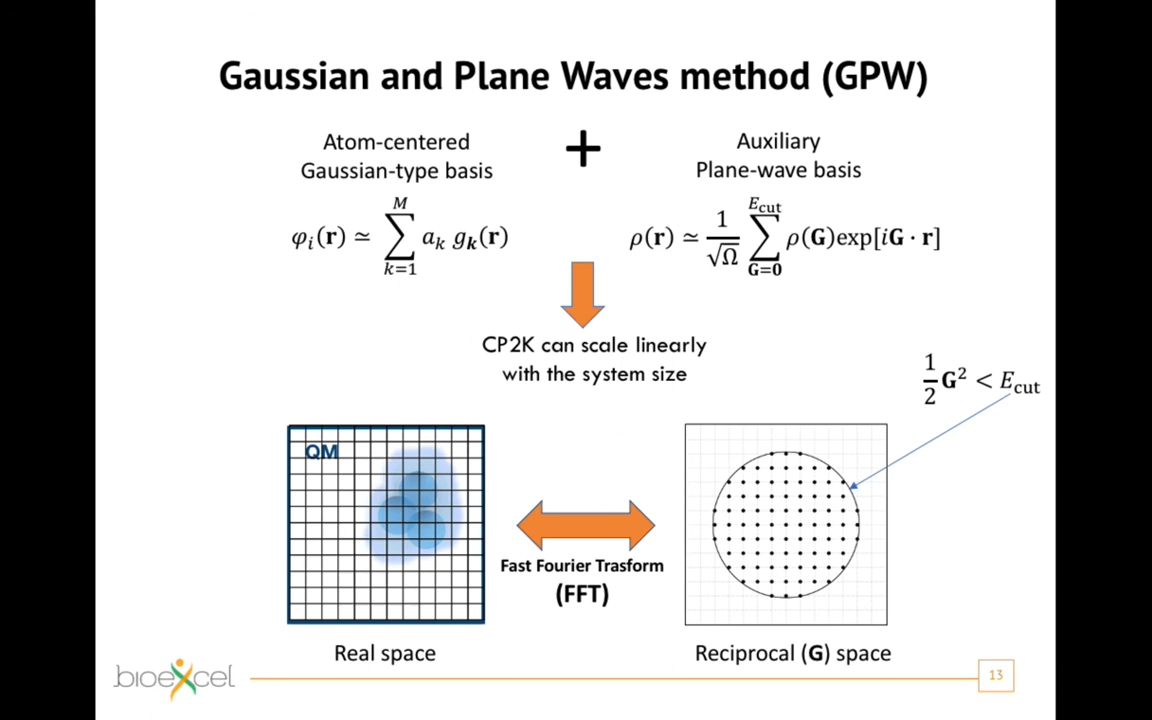 Gaussian and Plane Waves method (GPW)
Atom-centered
Gaussian-type basis
+
Auxiliary
Plane-wave basis
φᵢ(𝐫) ≃ ∑_{k=1}^{M} aₖ g_𝐤(𝐫)
ρ(𝐫) ≃ 1/√Ω ∑_{𝐆=𝟎}^{E_cut} ρ(𝐆)exp[i𝐆 · 𝐫]
CP2K can scale linearly
with the system size
1/2 𝐆² < E_cut
QM
Fast Fourier Trasform
(FFT)
Real space
Reciprocal (G) space
bioexcel
13